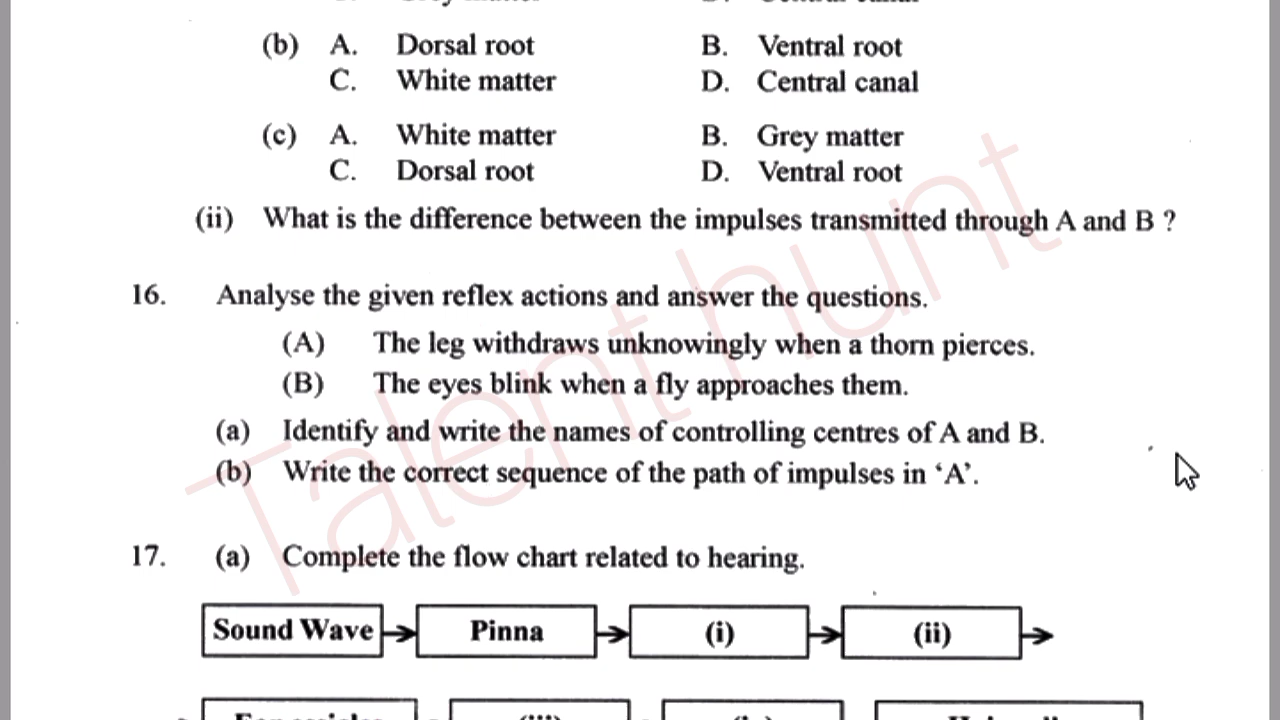 (b) A. Dorsal root B. Ventral root
C. White matter D. Central canal
(c) A. White matter B. Grey matter
C. Dorsal root D. Ventral root
(ii) What is the difference between the impulses transmitted through A and B ?
16. Analyse the given reflex actions and answer the questions.
(A) The leg withdraws unknowingly when a thorn pierces.
(B) The eyes blink when a fly approaches them.
(a) Identify and write the names of controlling centres of A and B.
(b) Write the correct sequence of the path of impulses in ‘A’.
17. (a) Complete the flow chart related to hearing.
Sound Wave Pinna (i) (ii)
Talent hunt